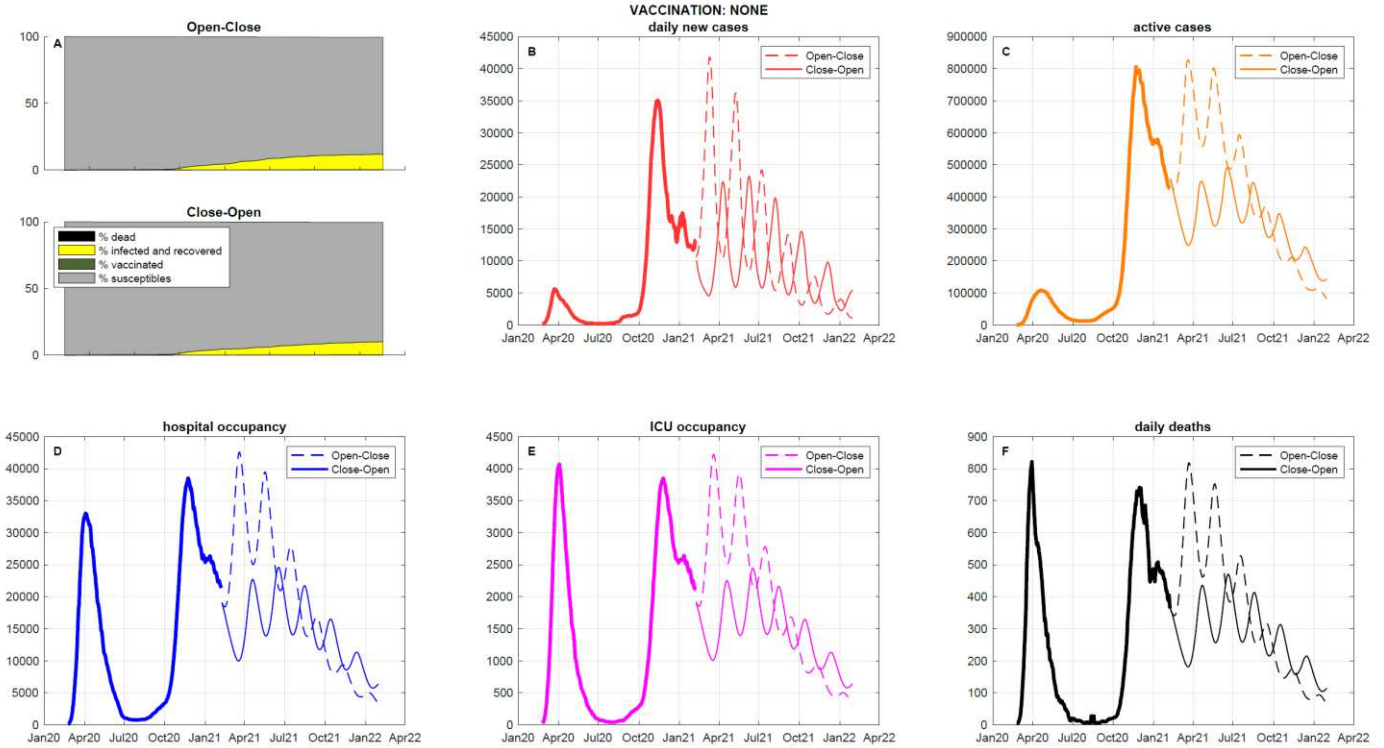 VACCINATION: NONE
Open-Close
A
100
50
0
Close-Open
100
50
0
% dead
% infected and recovered
% vaccinated
% susceptibles
daily new cases
B
45000
40000
35000
30000
25000
20000
15000
10000
5000
0
Open-Close
Close-Open
Jan20 Apr20 Jul20 Oct20 Jan21 Apr21 Jul21 Oct21 Jan22 Apr22
active cases
C
900000
800000
700000
600000
500000
400000
300000
200000
100000
0
Open-Close
Close-Open
Jan20 Apr20 Jul20 Oct20 Jan21 Apr21 Jul21 Oct21 Jan22 Apr22
hospital occupancy
D
45000
40000
35000
30000
25000
20000
15000
10000
5000
0
Open-Close
Close-Open
Jan20 Apr20 Jul20 Oct20 Jan21 Apr21 Jul21 Oct21 Jan22 Apr22
ICU occupancy
E
4500
4000
3500
3000
2500
2000
1500
1000
500
0
Open-Close
Close-Open
Jan20 Apr20 Jul20 Oct20 Jan21 Apr21 Jul21 Oct21 Jan22 Apr22
daily deaths
F
900
800
700
600
500
400
300
200
100
0
Open-Close
Close-Open
Jan20 Apr20 Jul20 Oct20 Jan21 Apr21 Jul21 Oct21 Jan22 Apr22